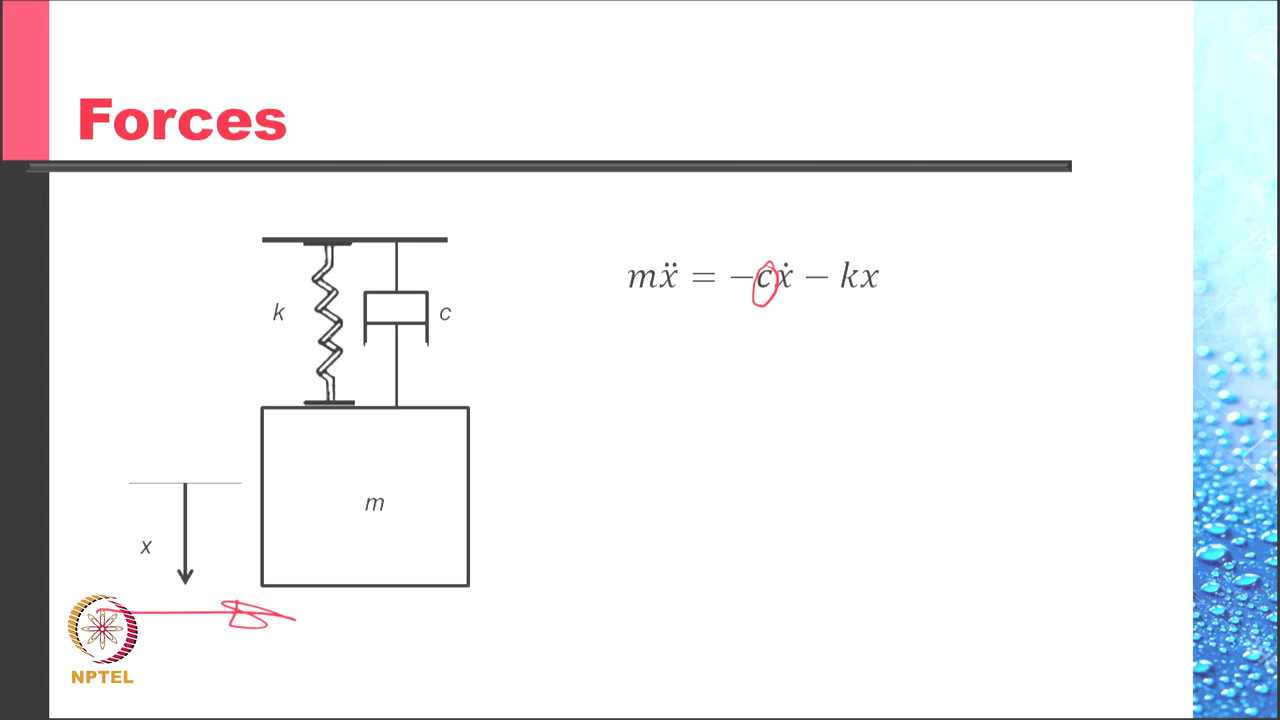 Forces
mẍ = −cẋ − kx
k
c
m
x
NPTEL